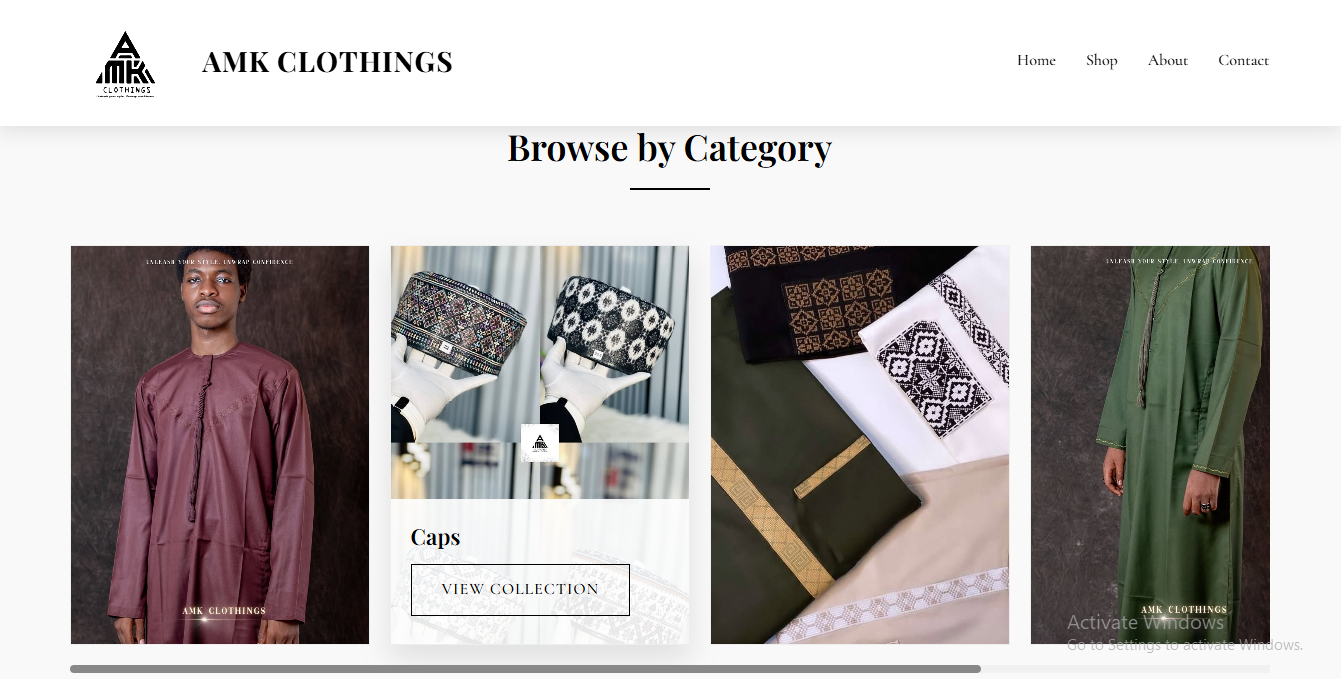 AMK
CLOTHINGS
AMK CLOTHINGS
Home
Shop
About
Contact
Browse by Category
UNLEASH YOUR STYLE. UNWRAP CONFIDENCE
AMK CLOTHINGS
Caps
VIEW COLLECTION
UNLEASH YOUR STYLE. UNWRAP CONFIDENCE
AMK CLOTHINGS
Activate Windows
Go to Settings to activate Windows.